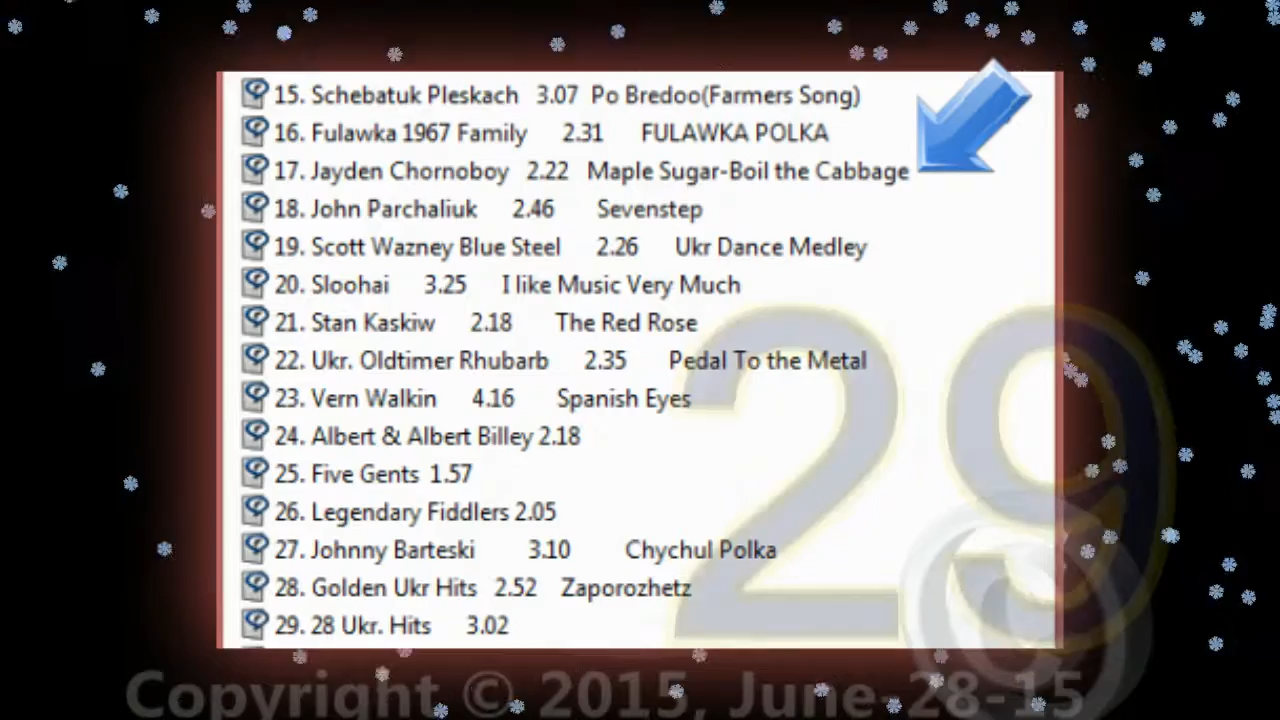 15. Schebatuk Pleskach 3.07 Po Bredoo(Farmers Song)
16. Fulawka 1967 Family 2.31 FULAWKA POLKA
17. Jayden Chornoboy 2.22 Maple Sugar-Boil the Cabbage
18. John Parchaliuk 2.46 Sevenstep
19. Scott Wazney Blue Steel 2.26 Ukr Dance Medley
20. Sloohai 3.25 I like Music Very Much
21. Stan Kaskiw 2.18 The Red Rose
22. Ukr. Oldtimer Rhubarb 2.35 Pedal To the Metal
23. Vern Walkin 4.16 Spanish Eyes
24. Albert & Albert Billey 2.18
25. Five Gents 1.57
26. Legendary Fiddlers 2.05
27. Johnny Barteski 3.10 Chychul Polka
28. Golden Ukr Hits 2.52 Zaporozhetz
29. 28 Ukr. Hits 3.02
29
Copyright © 2015, June-28-15